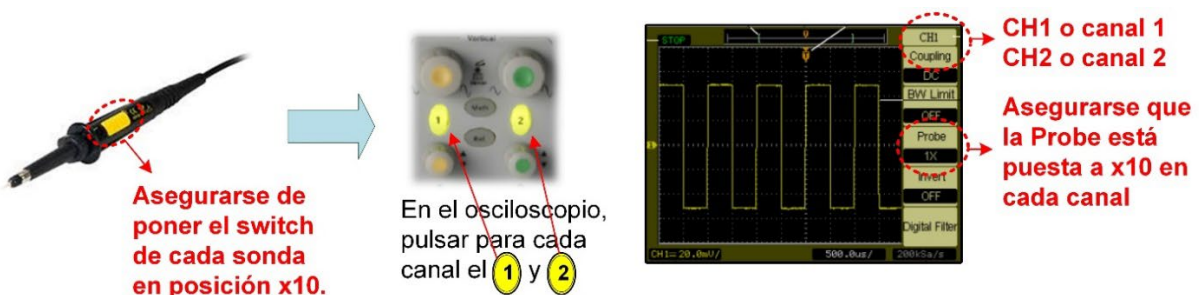 Asegurarse de
poner el switch
de cada sonda
en posición x10.
Vertical
1
2
Math
Ref
En el osciloscopio,
pulsar para cada
canal el 1 y 2
STOP
CH1
Coupling
DC
BW Limit
OFF
Probe
1X
Invert
OFF
Digital Filter
CH1= 20.0mV/
500.0us/
200kSa/s
CH1 o canal 1
CH2 o canal 2
Asegurarse que
la Probe está
puesta a x10 en
cada canal